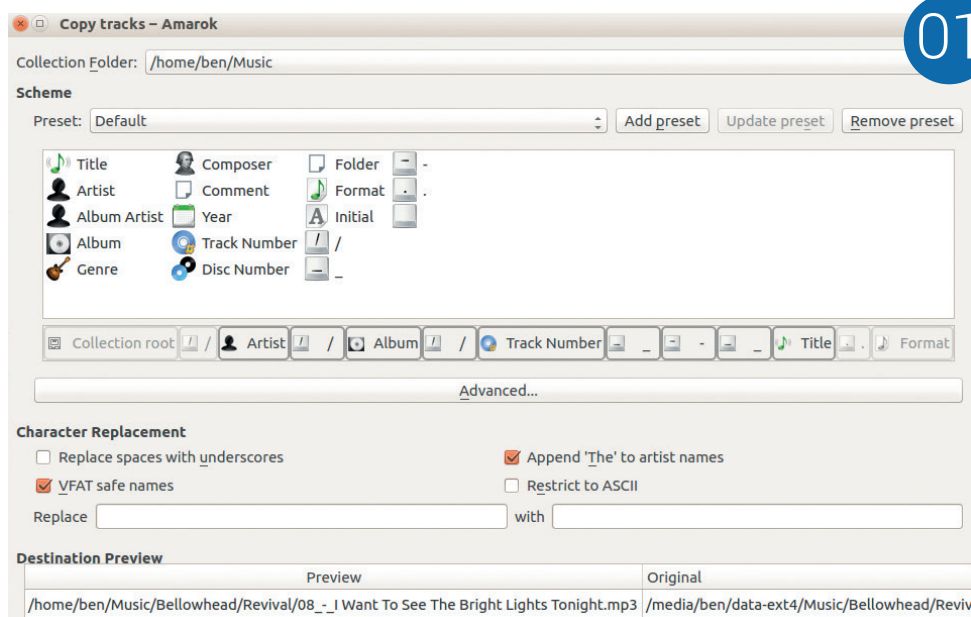 01
Copy tracks – Amarok
Collection Folder: /home/ben/Music
Scheme
Preset: Default Add preset Update preset Remove preset
Title Composer Folder - -
Artist Comment Format . .
Album Artist Year Initial
Album Track Number / /
Genre Disc Number _ _
Collection root / / Artist / / Album / / Track Number _ _ - - _ _ Title . . Format
Advanced...
Character Replacement
Replace spaces with underscores Append 'The' to artist names
VFAT safe names Restrict to ASCII
Replace with
Destination Preview
Preview Original
/home/ben/Music/Bellowhead/Revival/08_-_I Want To See The Bright Lights Tonight.mp3 /media/ben/data-ext4/Music/Bellowhead/Reviv